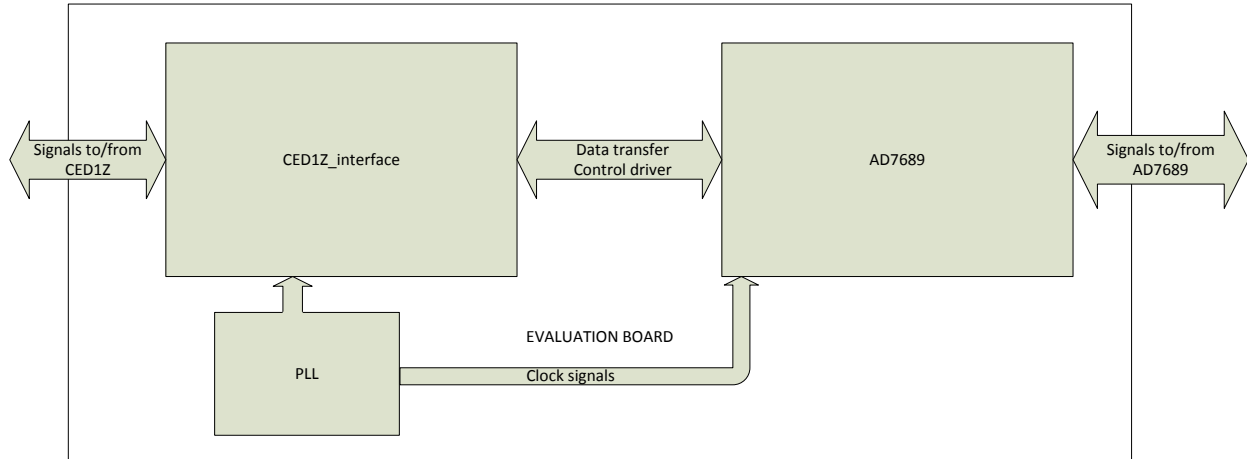 Signals to/from
CED1Z
CED1Z_interface
Data transfer
Control driver
AD7689
Signals to/from
AD7689
PLL
EVALUATION BOARD
Clock signals